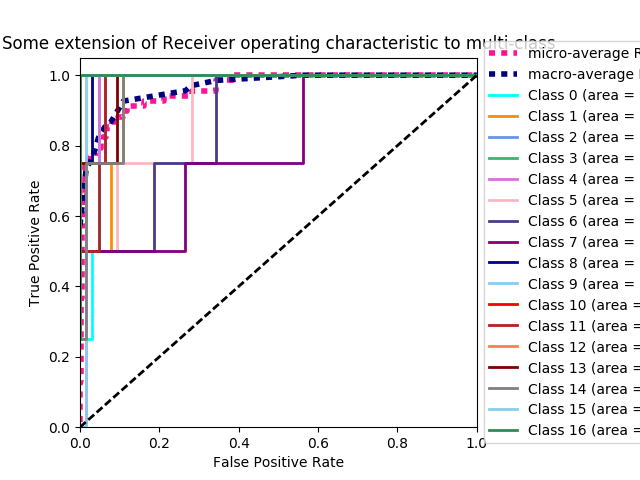 Some extension of Receiver operating characteristic to multi-class
True Positive Rate
1.0
0.8
0.6
0.4
0.2
0.0
0.0 0.2 0.4 0.6 0.8 1.0
False Positive Rate
micro-average R
macro-average
Class 0 (area =
Class 1 (area =
Class 2 (area =
Class 3 (area =
Class 4 (area =
Class 5 (area =
Class 6 (area =
Class 7 (area =
Class 8 (area =
Class 9 (area =
Class 10 (area =
Class 11 (area =
Class 12 (area =
Class 13 (area =
Class 14 (area =
Class 15 (area =
Class 16 (area =